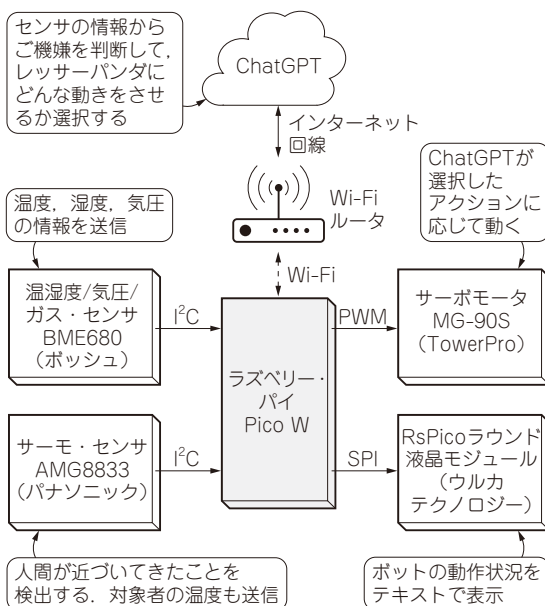 センサの情報から
ご機嫌を判断して，
レッサーパンダに
どんな動きをさせ
るか選択する
ChatGPT
インターネット
回線
ChatGPTが
選択した
アクションに
応じて動く
Wi-Fi
ルータ
温度，湿度，気圧
の情報を送信
Wi-Fi
温湿度/気圧/
ガス・センサ
BME680
（ボッシュ）
I²C
ラズベリー・
パイ
Pico W
PWM
サーボモータ
MG-90S
（TowerPro）
サーモ・センサ
AMG8833
（パナソニック）
I²C
SPI
RsPicoラウンド
液晶モジュール
（ウルカ
テクノロジー）
人間が近づいてきたことを
検出する．対象者の温度も送信
ボットの動作状況を
テキストで表示